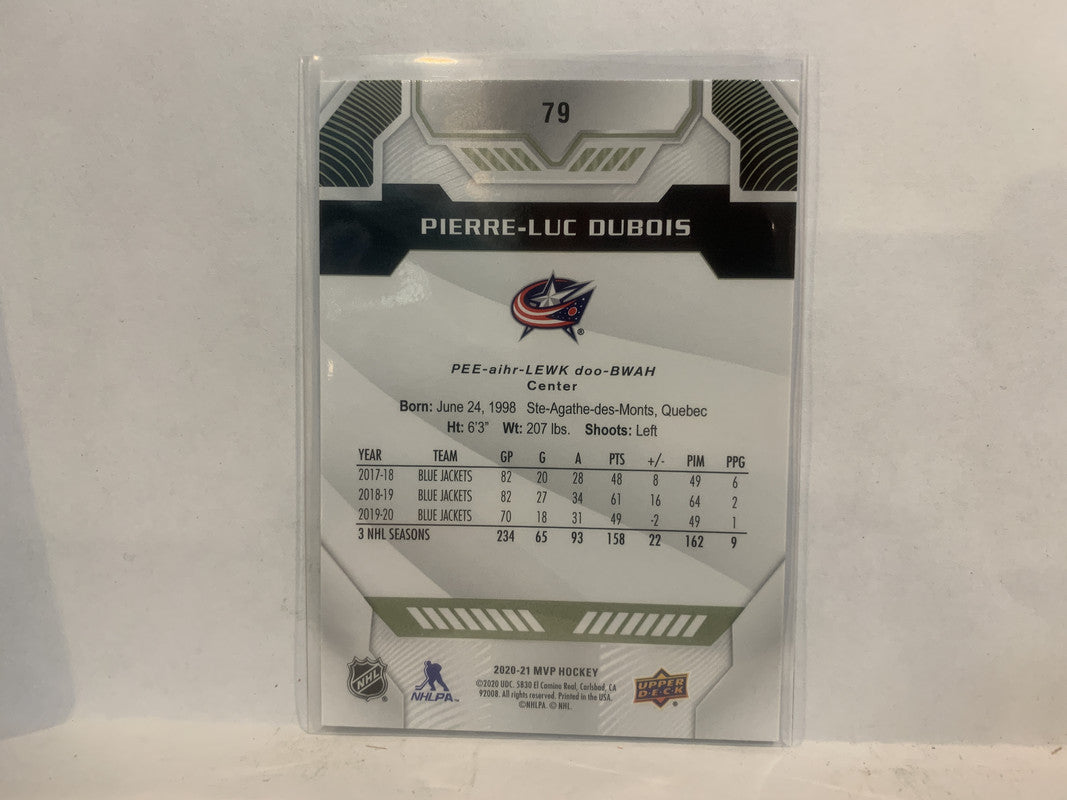 79
PIERRE-LUC DUBOIS
®
PEE-aihr-LEWK doo-BWAH
Center
Born: June 24, 1998 Ste-Agathe-des-Monts, Quebec
Ht: 6'3" Wt: 207 lbs. Shoots: Left
YEAR TEAM GP G A PTS +/- PIM PPG
2017-18 BLUE JACKETS 82 20 28 48 8 49 6
2018-19 BLUE JACKETS 82 27 34 61 16 64 2
2019-20 BLUE JACKETS 70 18 31 49 -2 49 1
3 NHL SEASONS 234 65 93 158 22 162 9
NHL ®
NHLPA™
2020-21 MVP HOCKEY
©2020 UDC. 5830 El Camino Real, Carlsbad, CA
92008. All rights reserved. Printed in the USA.
©NHLPA. © NHL.
UPPER
DECK ®